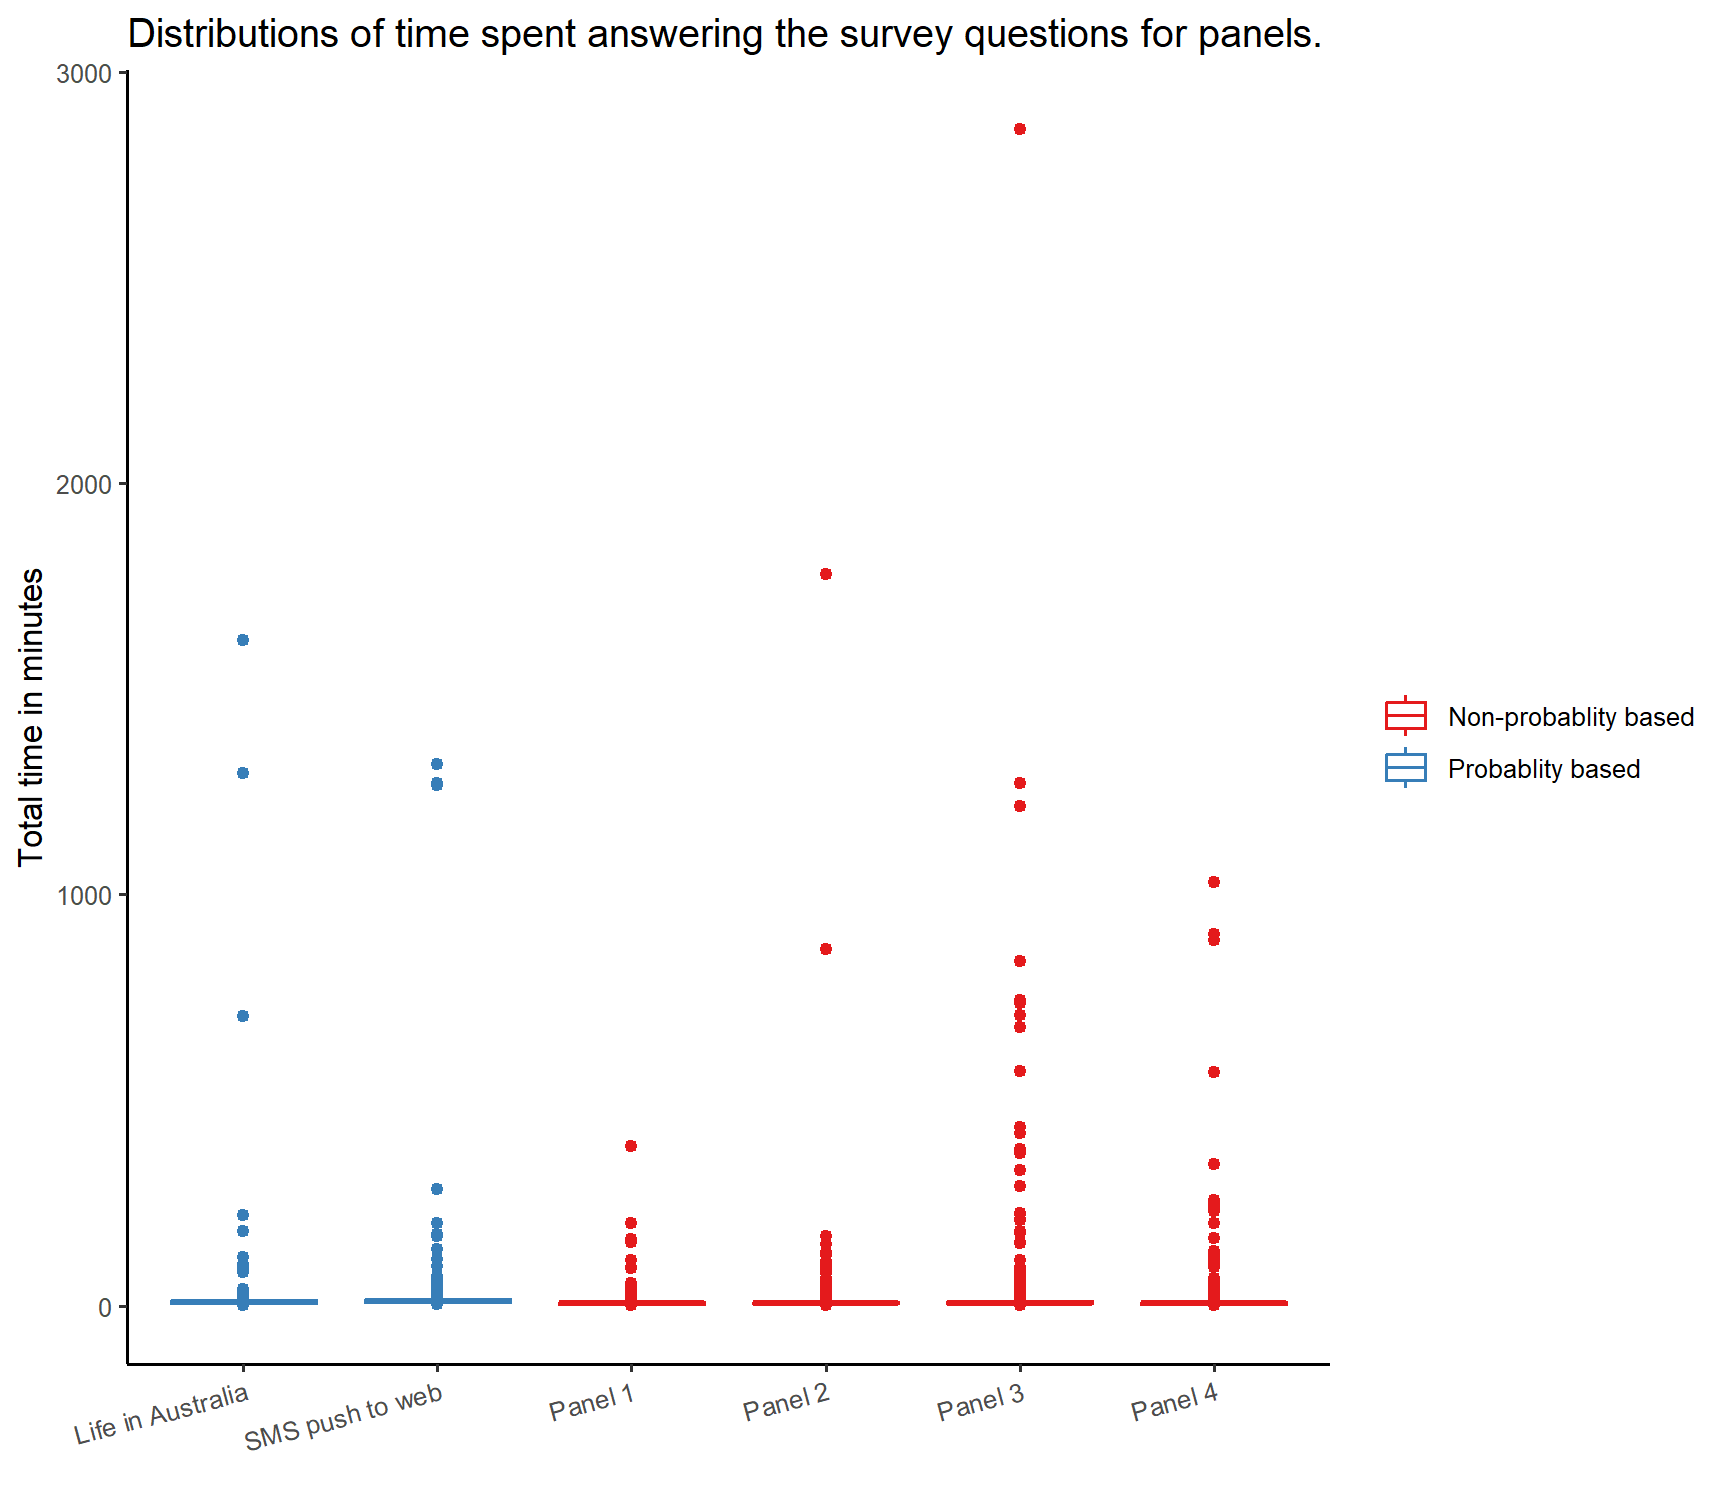 Distributions of time spent answering the survey questions for panels.
Total time in minutes
3000
2000
1000
0
Life in Australia
SMS push to web
Panel 1
Panel 2
Panel 3
Panel 4
Non-probablity based
Probablity based